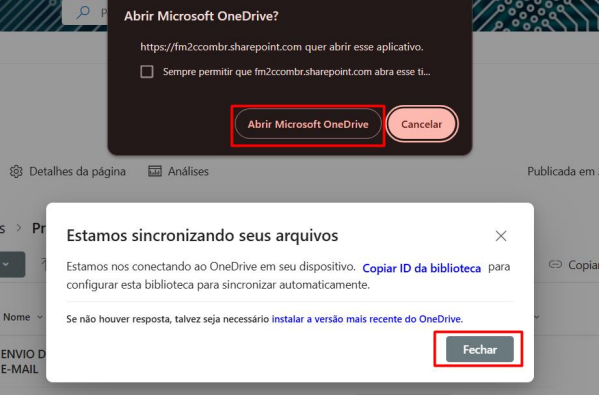 P
Abrir Microsoft OneDrive?
https://fm2ccombr.sharepoint.com quer abrir esse aplicativo.
Sempre permitir que fm2ccombr.sharepoint.com abra esse ti...
Abrir Microsoft OneDrive
Cancelar
Detalhes da página
Análises
Publicada em
s > Pr
Estamos sincronizando seus arquivos
Estamos nos conectando ao OneDrive em seu dispositivo. Copiar ID da biblioteca para
configurar esta biblioteca para sincronizar automaticamente.
Copiar
Nome
Se não houver resposta, talvez seja necessário instalar a versão mais recente do OneDrive.
Fechar
ENVIO D
E-MAIL